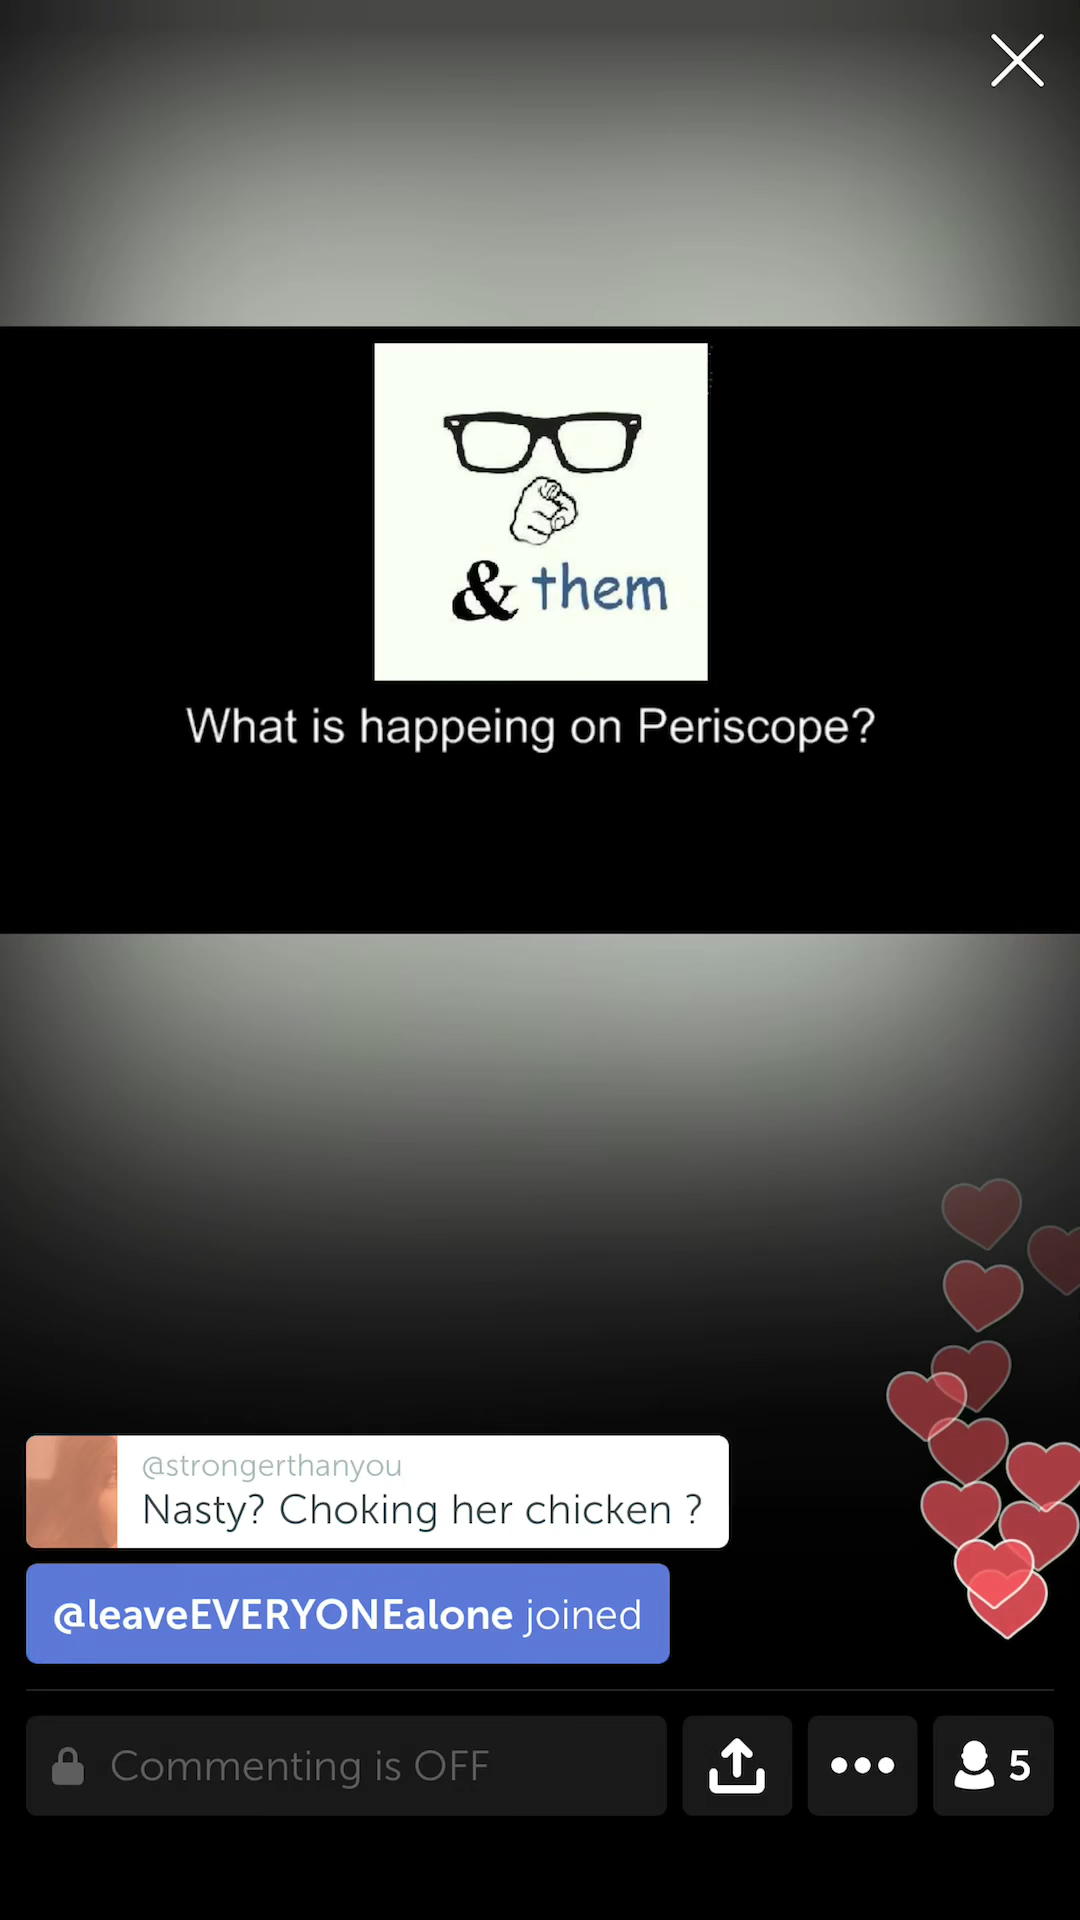 & them
What is happeing on Periscope?
@strongerthanyou
Nasty? Choking her chicken ?
@leaveEVERYONEalone joined
Commenting is OFF
5